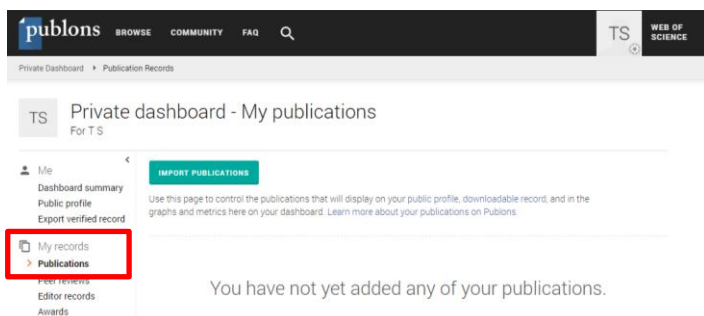 publons BROWSE COMMUNITY FAQ TS WEB OF SCIENCE
Private Dashboard Publication Records
TS Private dashboard - My publications
For T S
Me
Dashboard summary
Public profile
Export verified record
My records
Publications
Peer reviews
Editor records
Awards
IMPORT PUBLICATIONS
Use this page to control the publications that will display on your public profile, downloadable record, and in the
graphs and metrics here on your dashboard. Learn more about your publications on Publons.
You have not yet added any of your publications.